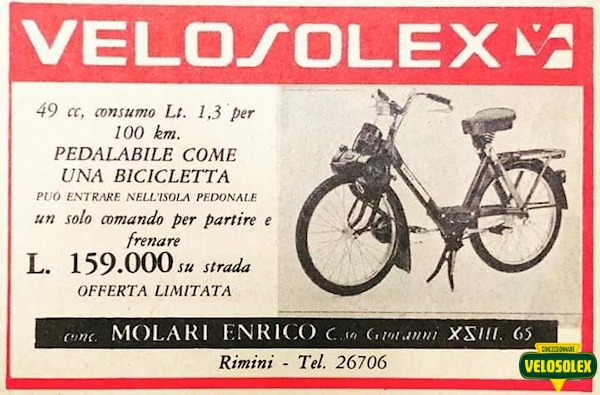 VELOSOLEX
49 cc, consumo Lt. 1,3 per
100 km.
PEDALABILE COME
UNA BICICLETTA
PUÒ ENTRARE NELL'ISOLA PEDONALE
un solo comando per partire e
frenare
L. 159.000 su strada
OFFERTA LIMITATA
conc. MOLARI ENRICO C.so Giovanni XSIII. 65
Rimini - Tel. 26706
CONCESSIONNAIRE
VELOSOLEX